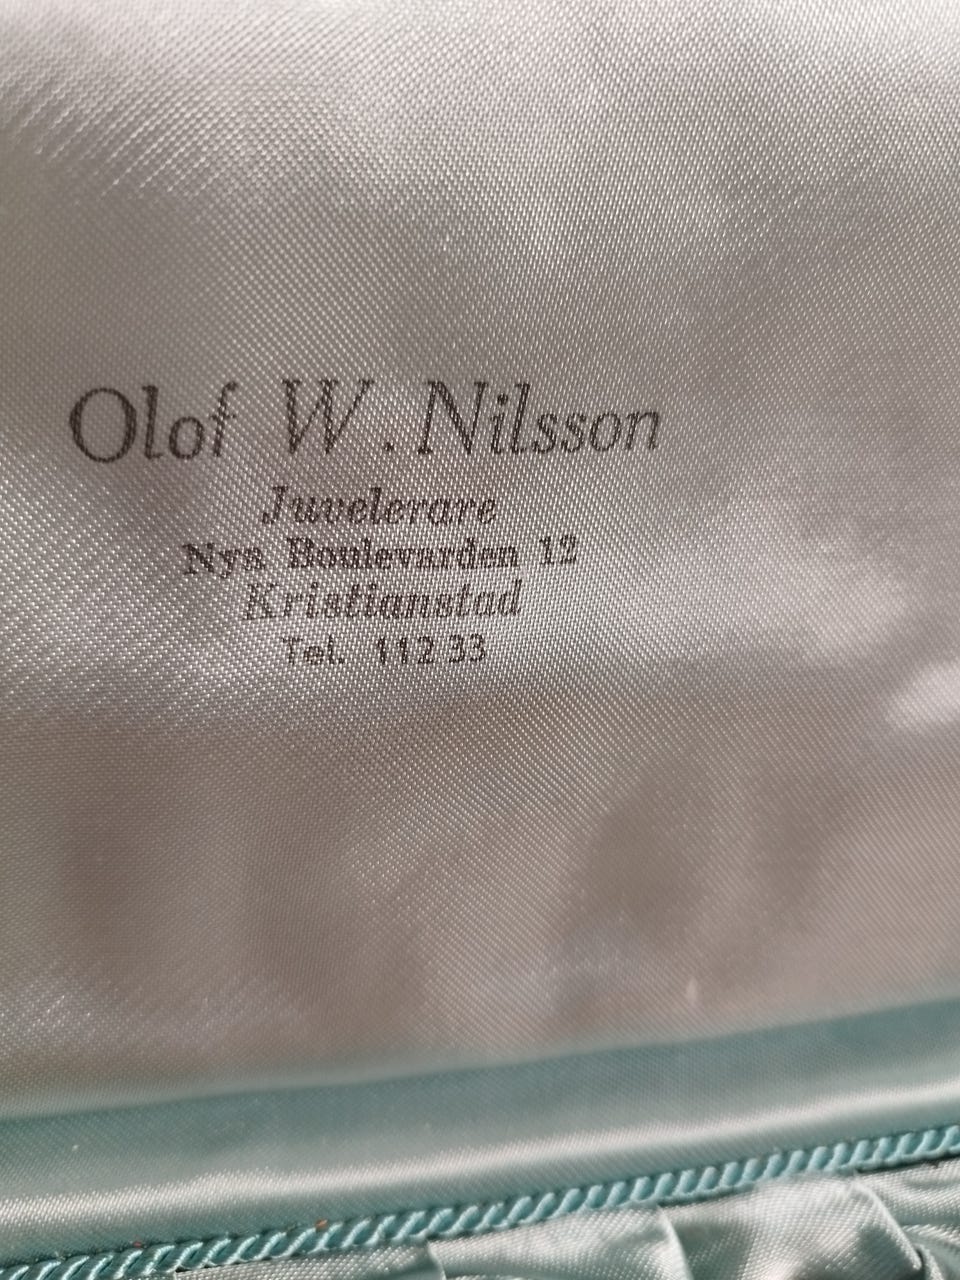 Olof W. Nilsson
Juvelerare
Nya Boulevarden 12
Kristianstad
Tel. 112 33